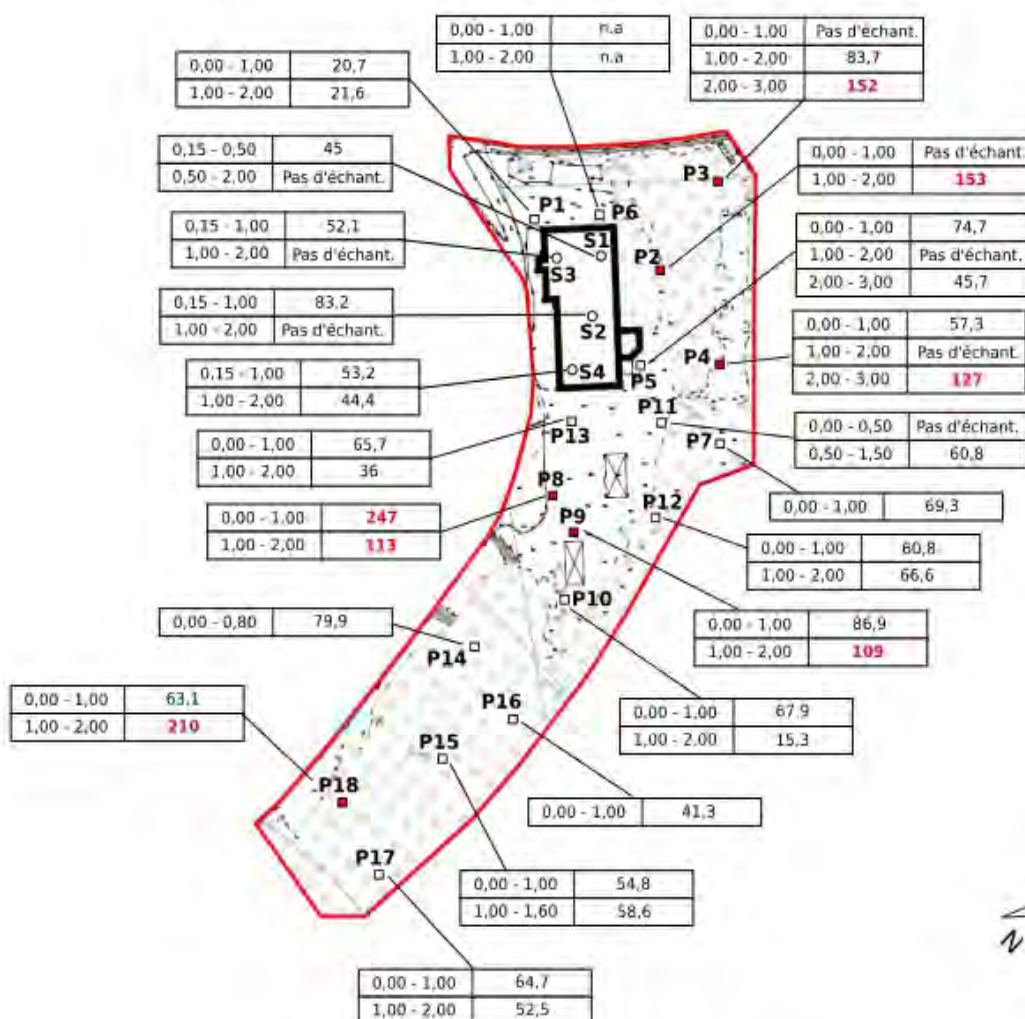 0,00 - 1,00 n.a
1,00 - 2,00 n.a
0,00 - 1,00 Pas d'échant.
1,00 - 2,00 83,7
2,00 - 3,00 152
0,00 - 1,00 20,7
1,00 - 2,00 21,6
0,15 - 0,50 45
0,50 - 2,00 Pas d'échant.
0,00 - 1,00 Pas d'échant.
1,00 - 2,00 153
P3
P1
P6
0,15 - 1,00 52,1
1,00 - 2,00 Pas d'échant.
0,00 - 1,00 74,7
1,00 - 2,00 Pas d'échant.
2,00 - 3,00 45,7
S1
S3
P2
0,15 - 1,00 83,2
1,00 - 2,00 Pas d'échant.
S2
0,00 - 1,00 57,3
1,00 - 2,00 Pas d'échant.
2,00 - 3,00 127
P4
0,15 - 1,00 53,2
1,00 - 2,00 44,4
S4
P5
P11
P13
P7
0,00 - 0,50 Pas d'échant.
0,50 - 1,50 60,8
0,00 - 1,00 65,7
1,00 - 2,00 36
P8
0,00 - 1,00 69,3
0,00 - 1,00 247
1,00 - 2,00 113
P9
P12
0,00 - 1,00 60,8
1,00 - 2,00 66,6
P10
0,00 - 0,80 79,9
P14
0,00 - 1,00 86,9
1,00 - 2,00 109
0,00 - 1,00 63,1
1,00 - 2,00 210
P16
0,00 - 1,00 67,9
1,00 - 2,00 15,3
P15
P18
0,00 - 1,00 41,3
P17
0,00 - 1,00 54,8
1,00 - 1,60 58,6
N
0,00 - 1,00 64,7
1,00 - 2,00 52,5